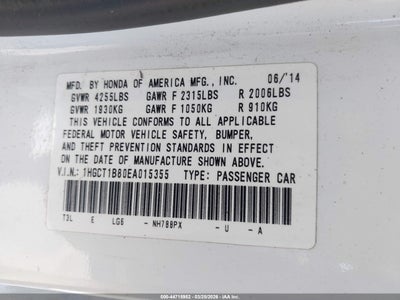 MFD. BY HONDA OF AMERICA MFG., INC. 06/'14
GVWR 4255LBS GAWR F 2315LBS R 2006LBS
GVWR 1930KG GAWR F 1050KG R 910KG
THIS VEHICLE CONFORMS TO ALL APPLICABLE
FEDERAL MOTOR VEHICLE SAFETY, BUMPER,
AND THEFT PREVENTION STANDARDS IN EFFECT
ON THE DATE OF MANUFACTURE SHOWN ABOVE.
V.I.N.: 1HGCT1B80EA015355 TYPE: PASSENGER CAR
T3L E LG6 - NH788PX - U - A
000-44715952 - 03/25/2026 - IAA, Inc.